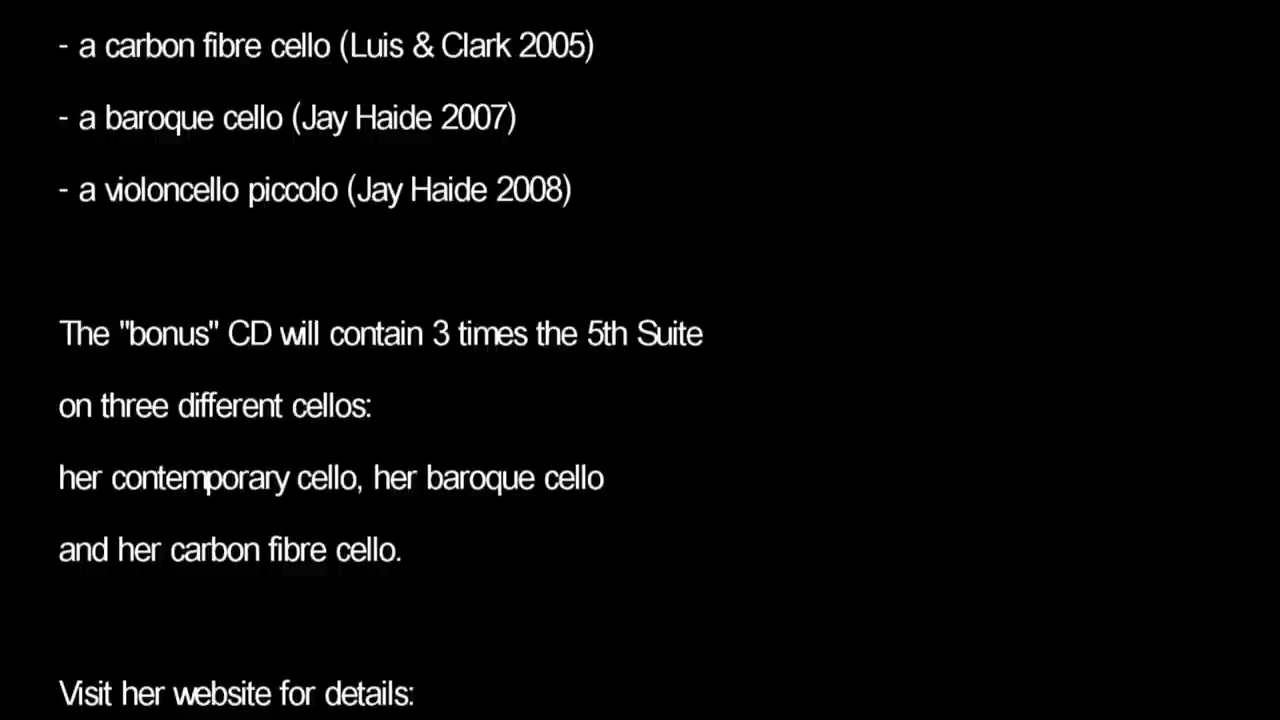 - a carbon fibre cello (Luis & Clark 2005)
- a baroque cello (Jay Haide 2007)
- a violoncello piccolo (Jay Haide 2008)
The "bonus" CD will contain 3 times the 5th Suite
on three different cellos:
her contemporary cello, her baroque cello
and her carbon fibre cello.
Visit her website for details: